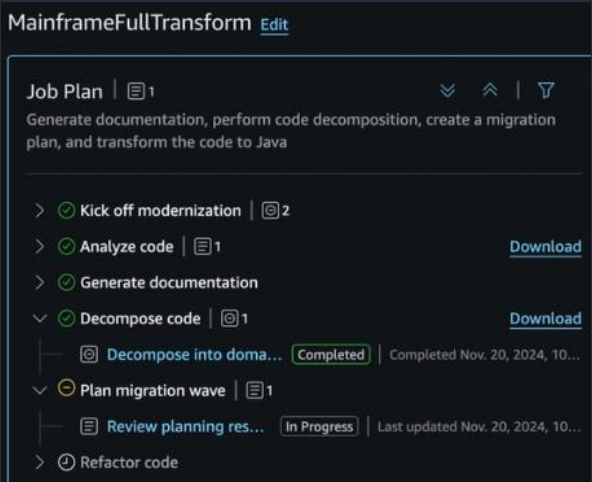 MainframeFullTransform Edit
Job Plan 1
Generate documentation, perform code decomposition, create a migration
plan, and transform the code to Java
Kick off modernization 2
Analyze code 1 Download
Generate documentation
Decompose code 1 Download
Decompose into doma... Completed Completed Nov. 20, 2024, 10...
Plan migration wave 1
Review planning res... In Progress Last updated Nov. 20, 2024, 10...
Refactor code